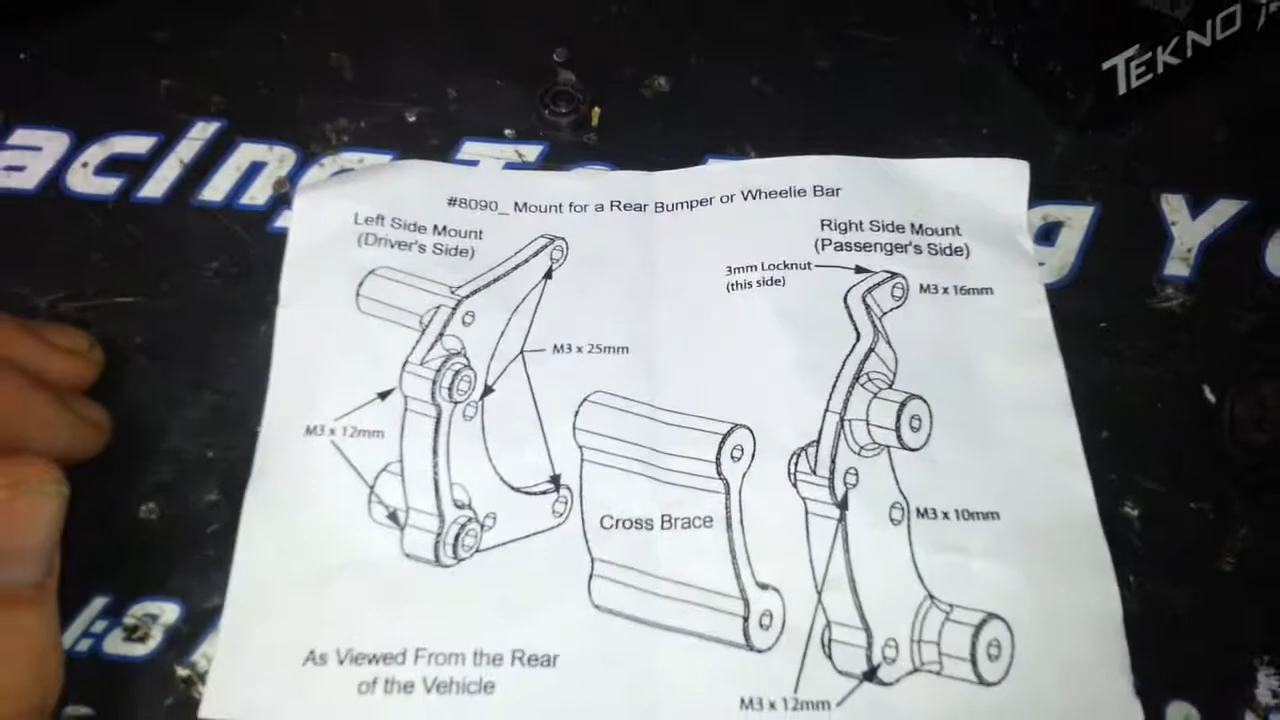 TEKNO
acing
#8090_ Mount for a Rear Bumper or Wheelie Bar
Left Side Mount
(Driver's Side)
Right Side Mount
(Passenger's Side)
3mm Locknut
(this side)
M3 x 16mm
M3 x 25mm
M3 x 12mm
Cross Brace
M3 x 10mm
As Viewed From the Rear
of the Vehicle
M3 x 12mm